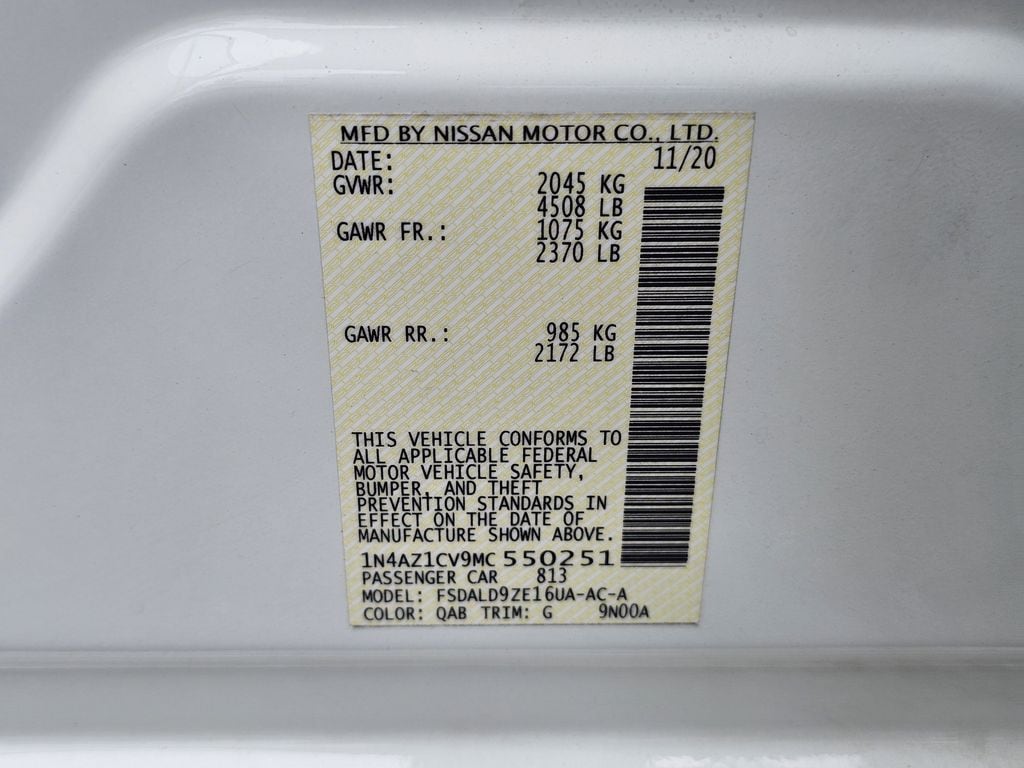 MFD BY NISSAN MOTOR CO., LTD.
DATE: 11/20
GVWR: 2045 KG
4508 LB
GAWR FR.: 1075 KG
2370 LB
GAWR RR.: 985 KG
2172 LB
THIS VEHICLE CONFORMS TO
ALL APPLICABLE FEDERAL
MOTOR VEHICLE SAFETY,
BUMPER, AND THEFT
PREVENTION STANDARDS IN
EFFECT ON THE DATE OF
MANUFACTURE SHOWN ABOVE.
1N4AZ1CV9MC 550251
PASSENGER CAR 813
MODEL: FSDALD9ZE16UA-AC-A
COLOR: QAB TRIM: G 9N00A